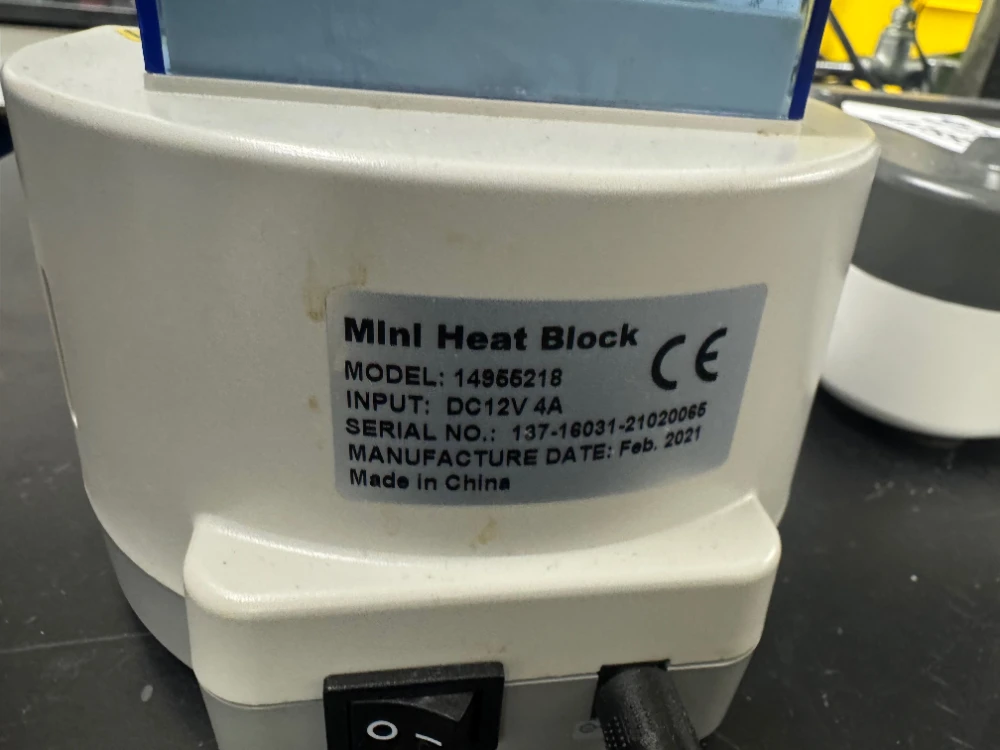 Mini Heat Block
CE
MODEL: 14955218
INPUT: DC12V 4A
SERIAL NO.: 137-16031-21020065
MANUFACTURE DATE: Feb. 2021
Made in China
O